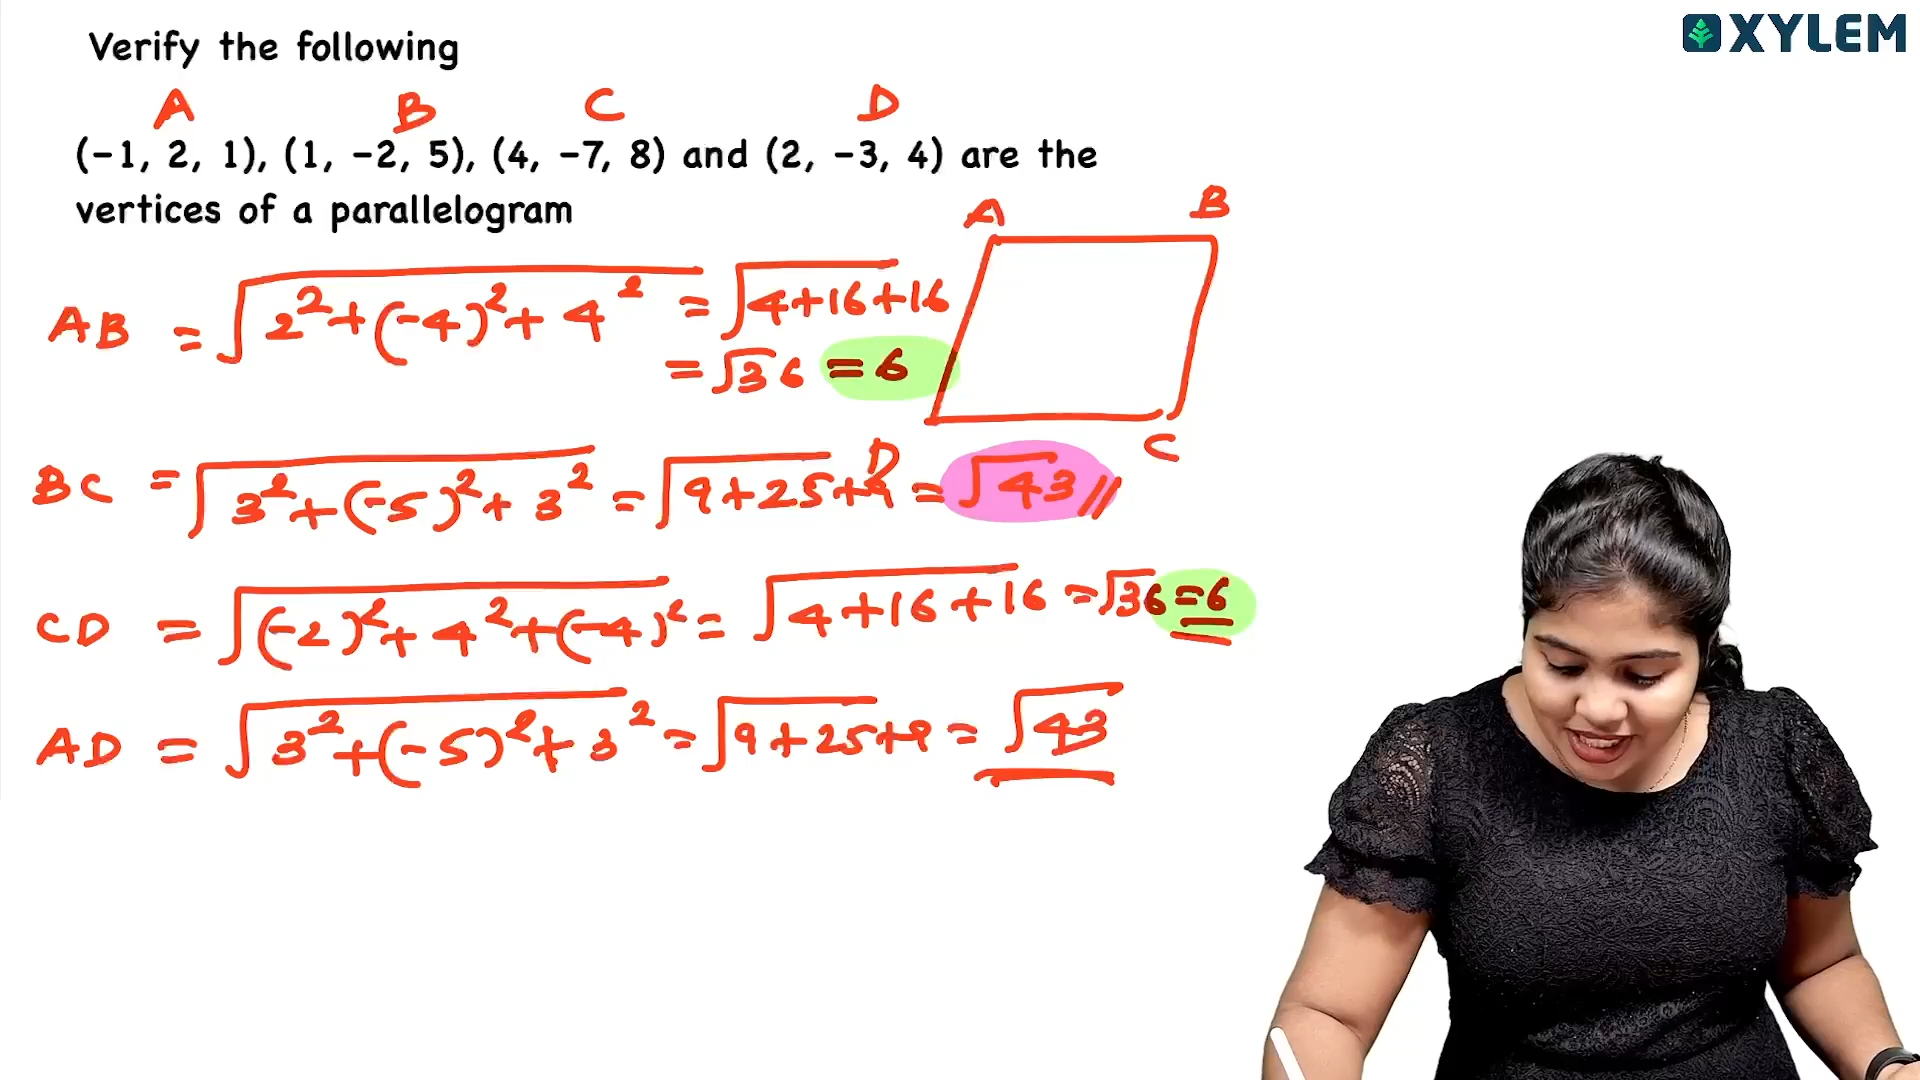 XYLEM
Verify the following
A B C D
(-1, 2, 1), (1, -2, 5), (4, -7, 8) and (2, -3, 4) are the
vertices of a parallelogram
A B
AB = √(2² + (-4)² + 4²) = √(4+16+16)
= √36 = 6
D C
BC = √(3² + (-5)² + 3²) = √(9+25+9) = √43 //
CD = √((-2)² + 4² + (-4)²) = √(4+16+16) = √36 = 6
AD = √(3² + (-5)² + 3²) = √(9+25+9) = √43